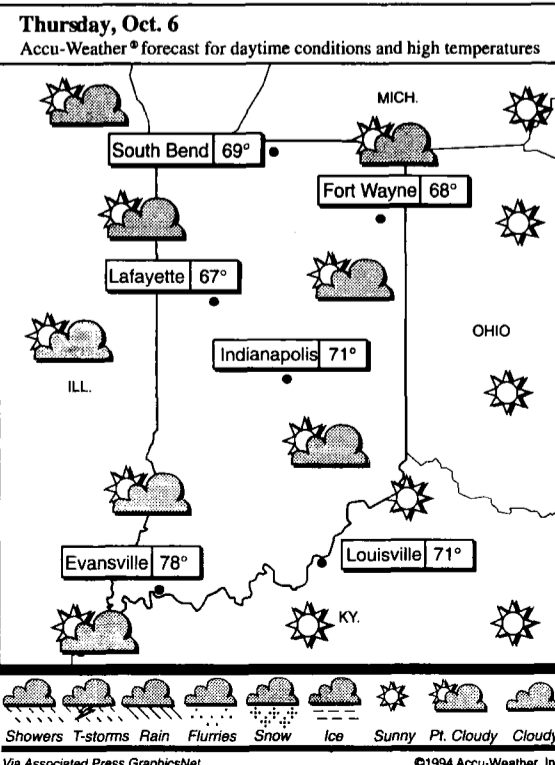 Thursday, Oct. 6
Accu-Weather® forecast for daytime conditions and high temperatures
MICH.
South Bend 69°
Fort Wayne 68°
Lafayette 67°
OHIO
Indianapolis 71°
ILL.
Louisville 71°
Evansville 78°
KY.
Showers T-storms Rain Flurries Snow Ice Sunny Pt. Cloudy Cloudy
Via Associated Press GraphicsNet
©1994 Accu-Weather, In